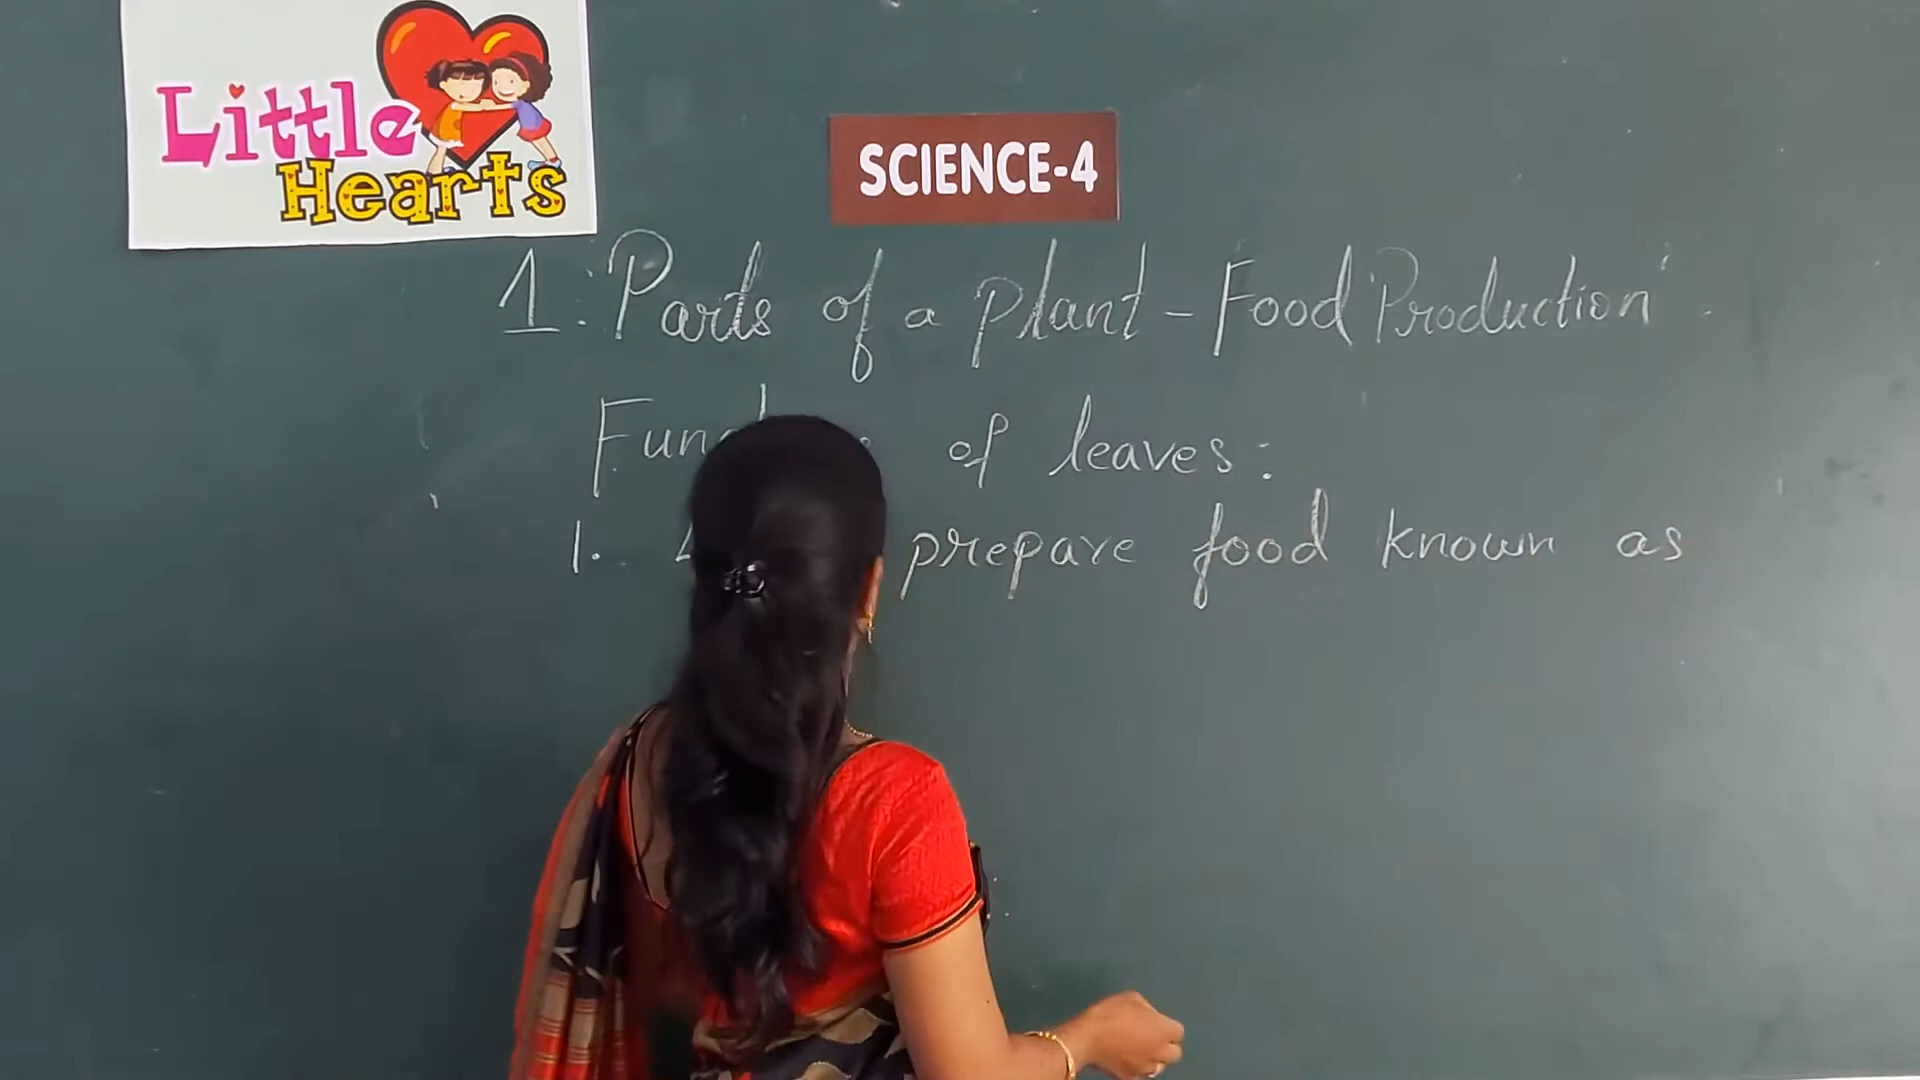 Little
Hearts
SCIENCE-4
1: Parts of a plant - Food 'Production'.
of leaves:
1. prepare food known as